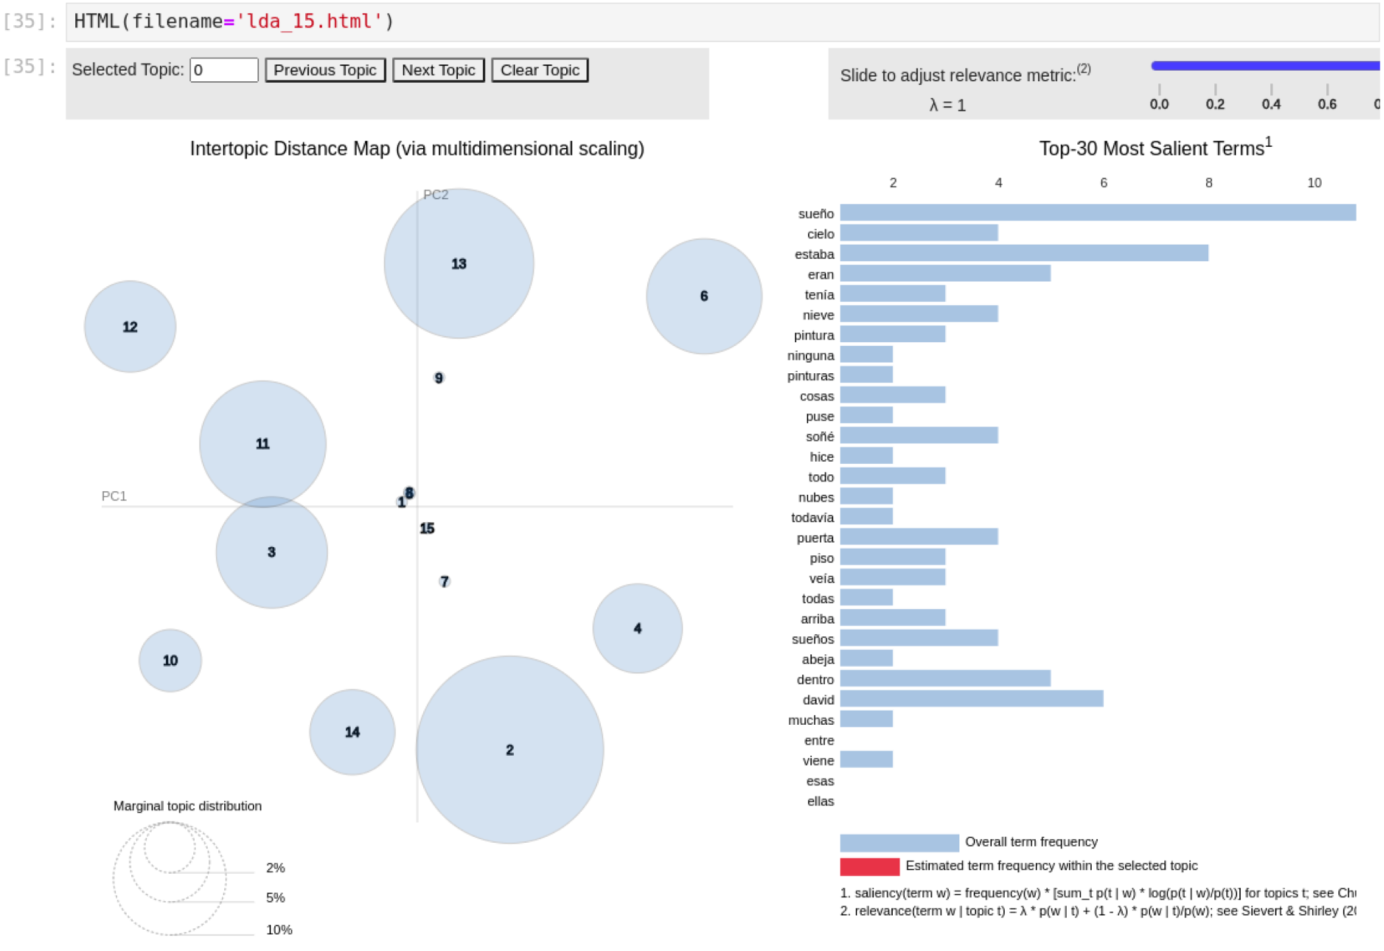 [35]: HTML(filename='lda_15.html')
[35]: Selected Topic: 0 Previous Topic Next Topic Clear Topic
Slide to adjust relevance metric:(2)
λ = 1
0.0 0.2 0.4 0.6 0
Intertopic Distance Map (via multidimensional scaling)
PC2
PC1
13
6
12
9
11
8
1
15
3
7
4
10
14
2
Marginal topic distribution
2%
5%
10%
Top-30 Most Salient Terms1
2 4 6 8 10
sueño
cielo
estaba
eran
tenía
nieve
pintura
ninguna
pinturas
cosas
puse
soñé
hice
todo
nubes
todavía
puerta
piso
veía
todas
arriba
sueños
abeja
dentro
david
muchas
entre
viene
esas
ellas
Overall term frequency
Estimated term frequency within the selected topic
1. saliency(term w) = frequency(w) * [sum_t p(t | w) * log(p(t | w)/p(t))] for topics t; see Chu
2. relevance(term w | topic t) = λ * p(w | t) + (1 - λ) * p(w | t)/p(w); see Sievert & Shirley (20